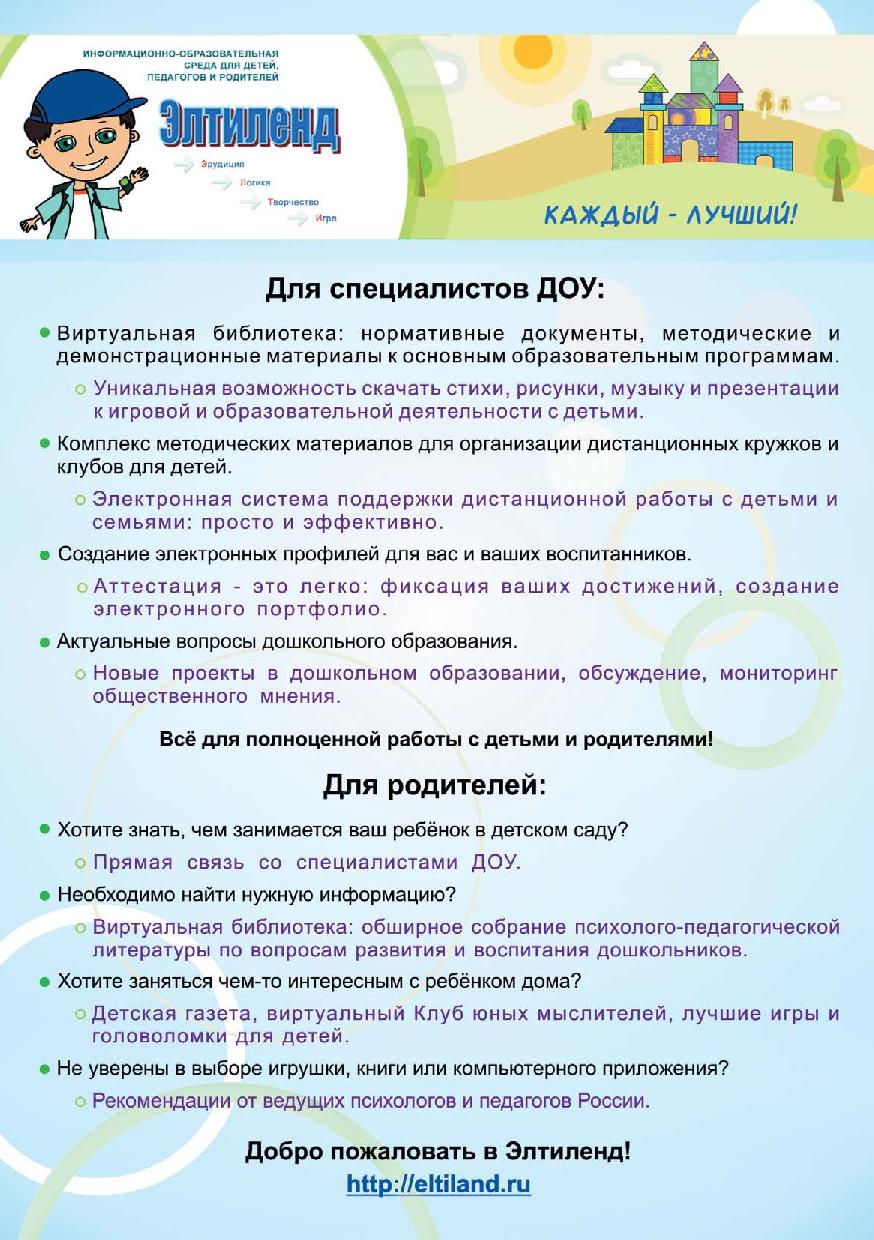 ИНФОРМАЦИОННО-ОБРАЗОВАТЕЛЬНАЯ
СРЕДА ДЛЯ ДЕТЕЙ,
ПЕДАГОГОВ И РОДИТЕЛЕЙ
Элтиленд
Эрудиция
Логика
Творчество
Игра
КАЖДЫЙ - ЛУЧШИЙ!
Для специалистов ДОУ:
Виртуальная библиотека: нормативные документы, методические и
демонстрационные материалы к основным образовательным программам.
Уникальная возможность скачать стихи, рисунки, музыку и презентации
к игровой и образовательной деятельности с детьми.
Комплекс методических материалов для организации дистанционных кружков и
клубов для детей.
Электронная система поддержки дистанционной работы с детьми и
семьями: просто и эффективно.
Создание электронных профилей для вас и ваших воспитанников.
Аттестация - это легко: фиксация ваших достижений, создание
электронного портфолио.
Актуальные вопросы дошкольного образования.
Новые проекты в дошкольном образовании, обсуждение, мониторинг
общественного мнения.
Всё для полноценной работы с детьми и родителями!
Для родителей:
Хотите знать, чем занимается ваш ребёнок в детском саду?
Прямая связь со специалистами ДОУ.
Необходимо найти нужную информацию?
Виртуальная библиотека: обширное собрание психолого-педагогической
литературы по вопросам развития и воспитания дошкольников.
Хотите заняться чем-то интересным с ребёнком дома?
Детская газета, виртуальный Клуб юных мыслителей, лучшие игры и
головоломки для детей.
Не уверены в выборе игрушки, книги или компьютерного приложения?
Рекомендации от ведущих психологов и педагогов России.
Добро пожаловать в Элтиленд!
http://eltiland.ru